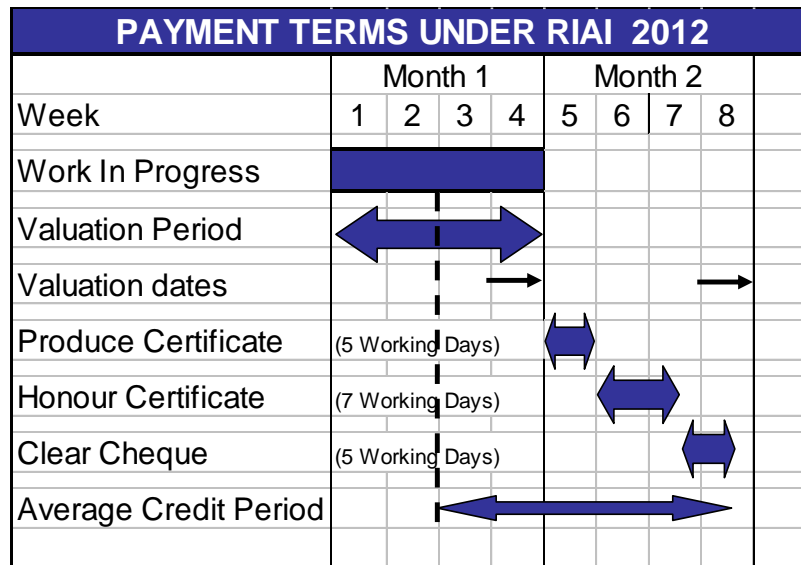 PAYMENT TERMS UNDER RIAI 2012
Month 1 Month 2
Week 1 2 3 4 5 6 7 8
Work In Progress
Valuation Period
Valuation dates
Produce Certificate (5 Working Days)
Honour Certificate (7 Working Days)
Clear Cheque (5 Working Days)
Average Credit Period